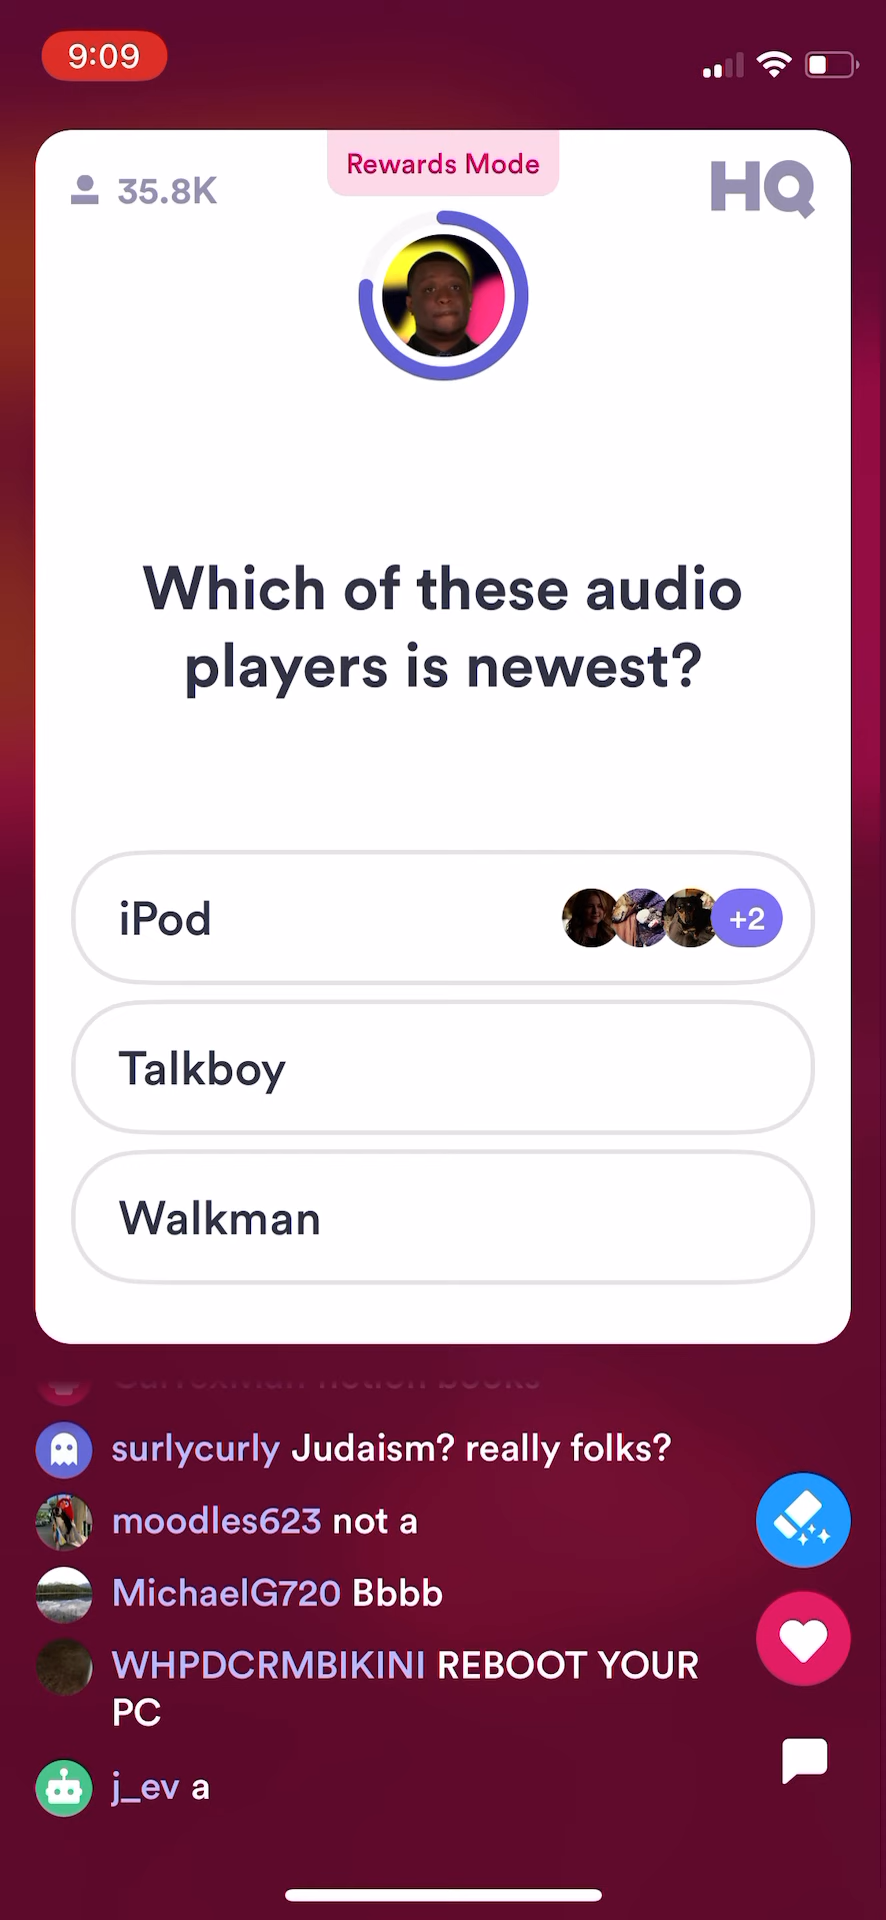 9:09
Rewards Mode
35.8K
HQ
Which of these audio
players is newest?
iPod
+2
Talkboy
Walkman
surlycurly Judaism? really folks?
moodles623 not a
MichaelG720 Bbbb
WHPDCRMBIKINI REBOOT YOUR
PC
j_ev a